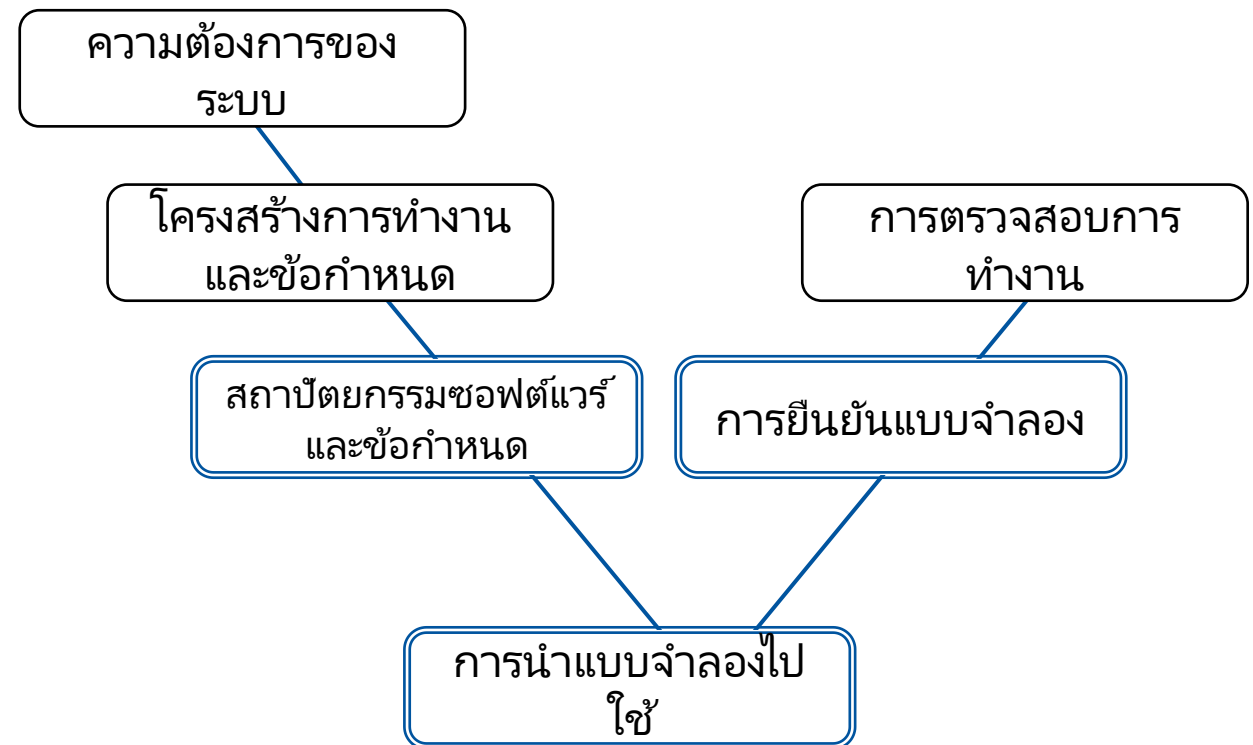 ความต้องการของ
ระบบ
โครงสร้างการทำงาน
และข้อกำหนด
การตรวจสอบการ
ทำงาน
สถาปัตยกรรมซอฟต์แวร์
และข้อกำหนด
การยืนยันแบบจำลอง
การนำแบบจำลองไป
ใช้